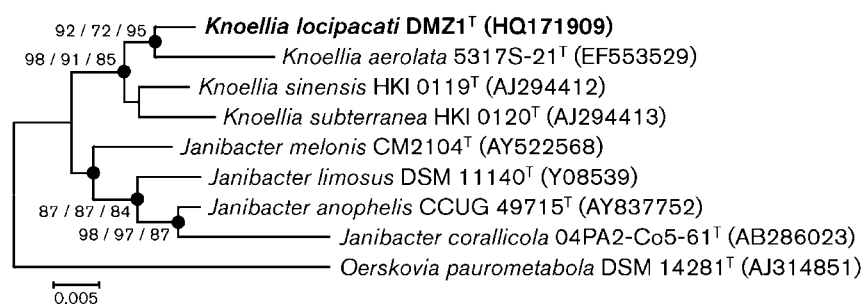 92 / 72 / 95
Knoellia locipacati DMZ1ᵀ (HQ171909)
98 / 91 / 85
Knoellia aerolata 5317S-21ᵀ (EF553529)
Knoellia sinensis HKI 0119ᵀ (AJ294412)
Knoellia subterranea HKI 0120ᵀ (AJ294413)
Janibacter melonis CM2104ᵀ (AY522568)
Janibacter limosus DSM 11140ᵀ (Y08539)
87 / 87 / 84
Janibacter anophelis CCUG 49715ᵀ (AY837752)
98 / 97 / 87
Janibacter corallicola 04PA2-Co5-61ᵀ (AB286023)
Oerskovia paurometabola DSM 14281ᵀ (AJ314851)
0.005